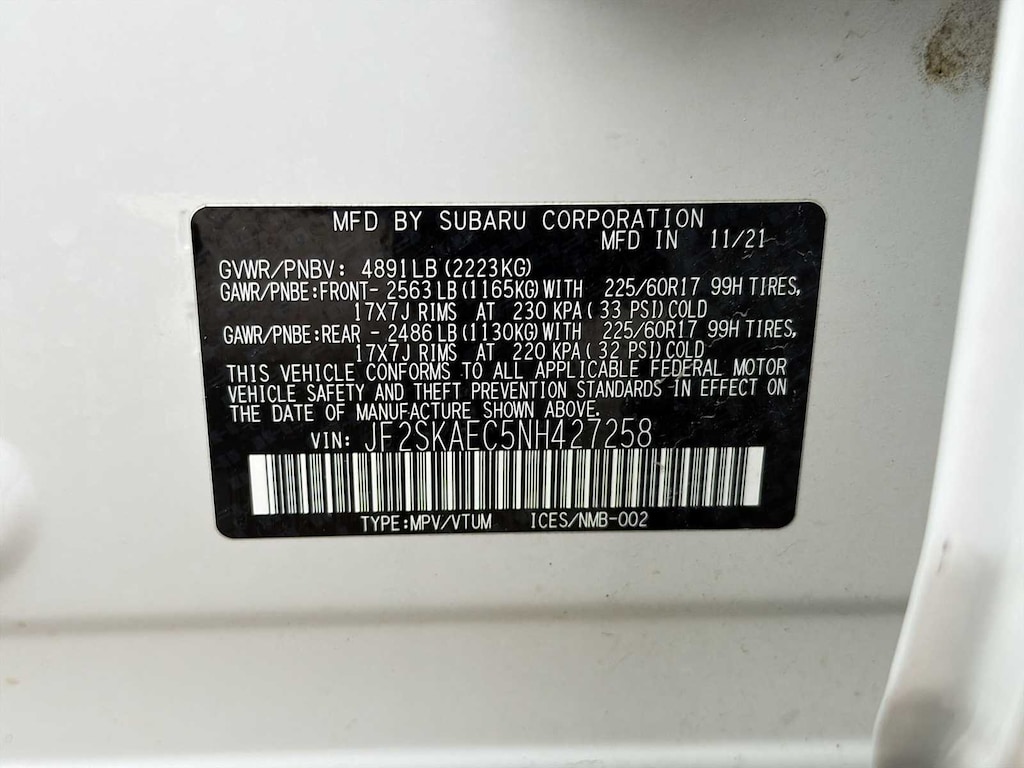 MFD BY SUBARU CORPORATION
MFD IN 11/21
GVWR/PNBV: 4891LB (2223KG)
GAWR/PNBE:FRONT- 2563LB (1165KG)WITH 225/60R17 99H TIRES,
17X7J RIMS AT 230 KPA( 33 PSI)COLD
GAWR/PNBE:REAR - 2486LB (1130KG)WITH 225/60R17 99H TIRES,
17X7J RIMS AT 220 KPA( 32 PSI)COLD
THIS VEHICLE CONFORMS TO ALL APPLICABLE FEDERAL MOTOR
VEHICLE SAFETY AND THEFT PREVENTION STANDARDS IN EFFECT ON
THE DATE OF MANUFACTURE SHOWN ABOVE.
VIN: JF2SKAEC5NH427258
TYPE:MPV/VTUM ICES/NMB-002